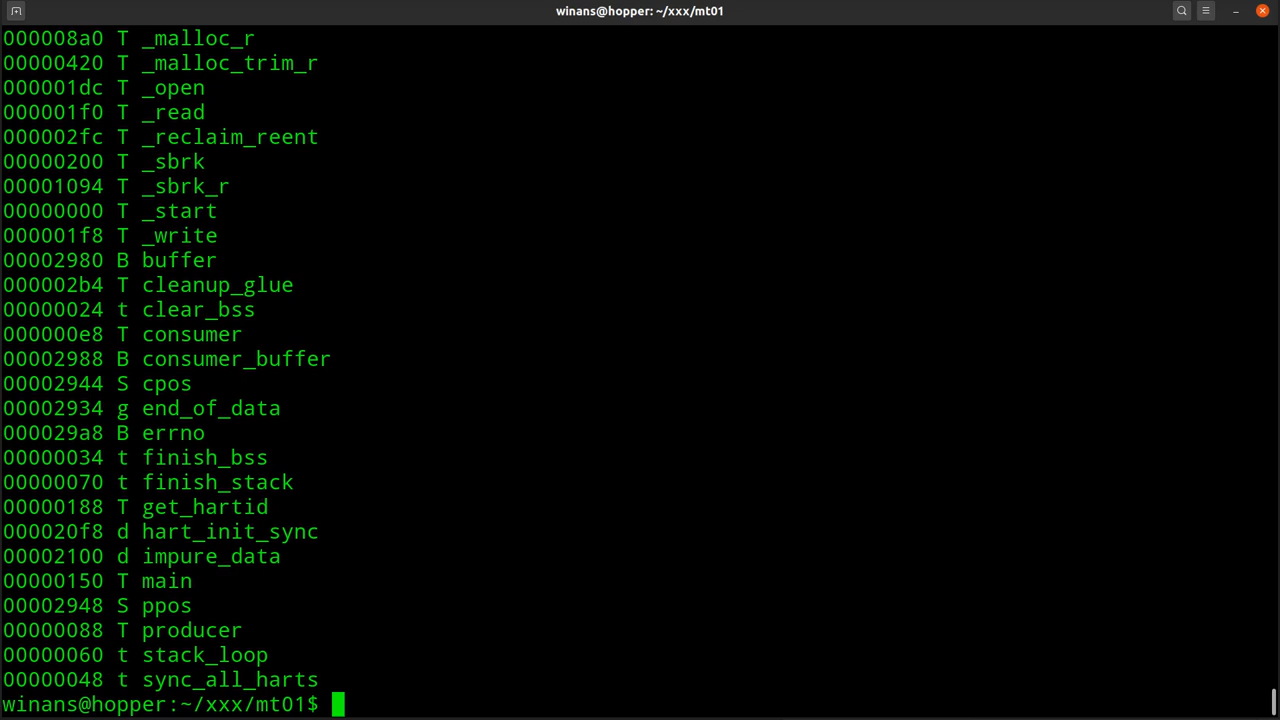 winans@hopper: ~/xxx/mt01
000008a0 T _malloc_r
00000420 T _malloc_trim_r
000001dc T _open
000001f0 T _read
000002fc T _reclaim_reent
00000200 T _sbrk
00001094 T _sbrk_r
00000000 T _start
000001f8 T _write
00002980 B buffer
000002b4 T cleanup_glue
00000024 t clear_bss
000000e8 T consumer
00002988 B consumer_buffer
00002944 S cpos
00002934 g end_of_data
000029a8 B errno
00000034 t finish_bss
00000070 t finish_stack
00000188 T get_hartid
000020f8 d hart_init_sync
00002100 d impure_data
00000150 T main
00002948 S ppos
00000088 T producer
00000060 t stack_loop
00000048 t sync_all_harts
winans@hopper:~/xxx/mt01$